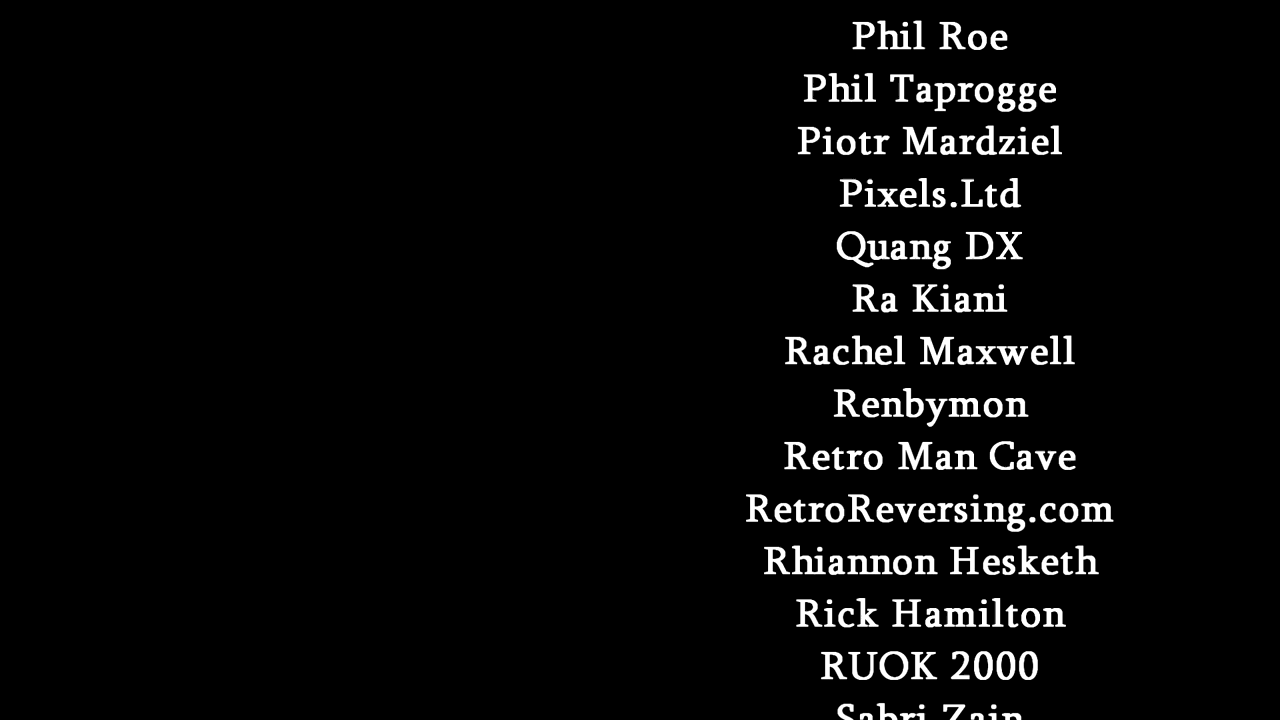 Phil Roe
Phil Taprogge
Piotr Mardziel
Pixels.Ltd
Quang DX
Ra Kiani
Rachel Maxwell
Renbymon
Retro Man Cave
RetroReversing.com
Rhiannon Hesketh
Rick Hamilton
RUOK 2000
Sabri Zain